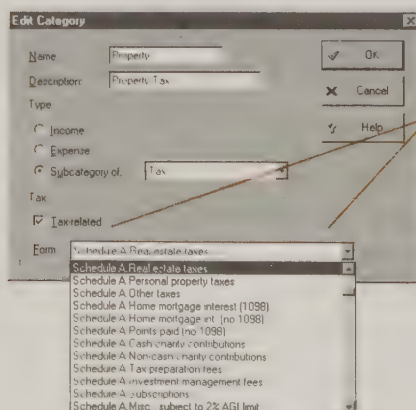 Edit Category
Name Property
OK
Description: Property Tax
Cancel
Type
Help
Income
Expense
Subcategory of: Tax
Tax
Tax-related
Form Schedule A:Real estate taxes
Schedule A:Real estate taxes
Schedule A:Personal property taxes
Schedule A:Other taxes
Schedule A:Home mortgage interest (1098)
Schedule A:Home mortgage int. (no 1098)
Schedule A:Points paid (no 1098)
Schedule A:Cash charity contributions
Schedule A:Non-cash charity contributions
Schedule A:Tax preparation fees
Schedule A:Investment management fees
Schedule A:Subscriptions
Schedule A:Misc., subject to 2% AGI limit